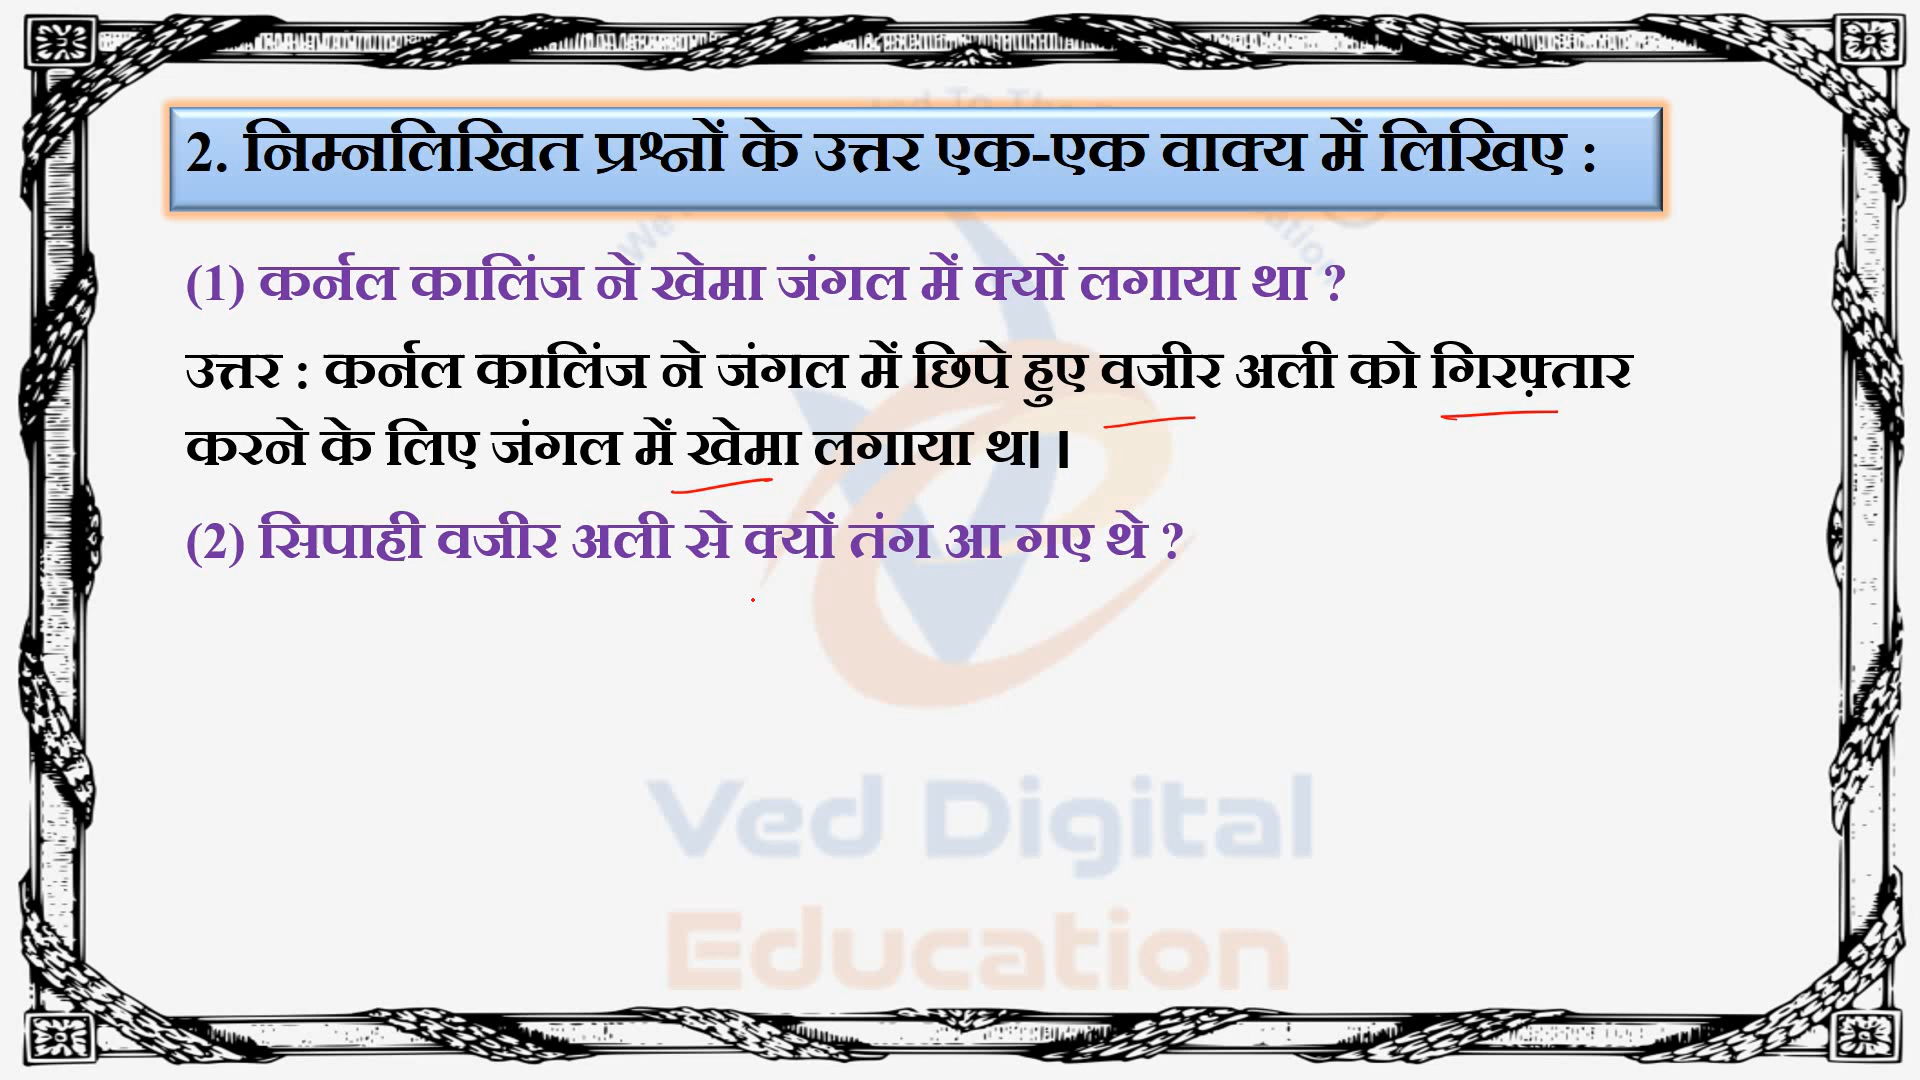 2. निम्नलिखित प्रश्नों के उत्तर एक-एक वाक्य में लिखिए :
(1) कर्नल कालिंज ने खेमा जंगल में क्यों लगाया था ?
उत्तर : कर्नल कालिंज ने जंगल में छिपे हुए वजीर अली को गिरफ़्तार
करने के लिए जंगल में खेमा लगाया था ।
(2) सिपाही वजीर अली से क्यों तंग आ गए थे ?
Ved Digital
Education